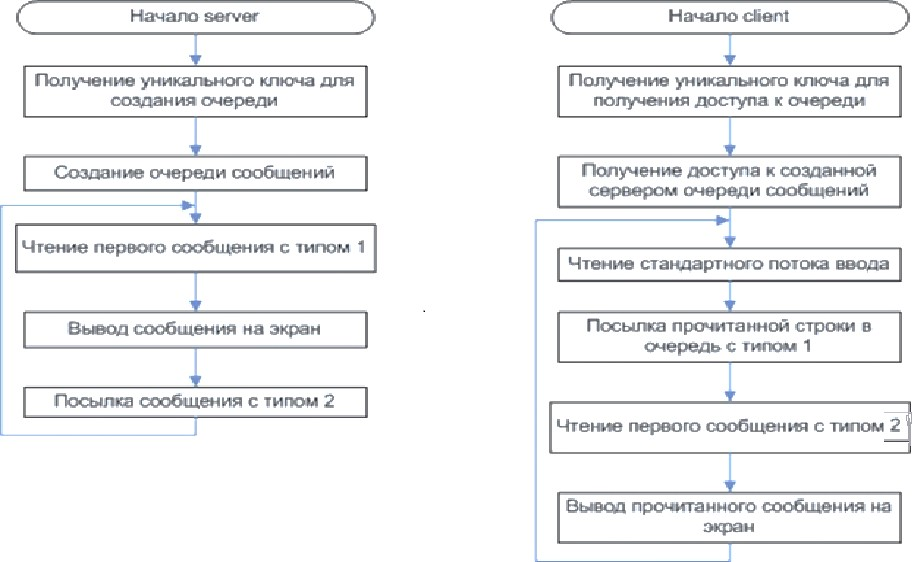 Начало server
Получение уникального ключа для
создания очереди
Создание очереди сообщений
Чтение первого сообщения с типом 1
Вывод сообщения на экран
Посылка сообщения с типом 2
Начало client
Получение уникального ключа для
получения доступа к очереди
Получение доступа к созданной
сервером очереди сообщений
Чтение стандартного потока ввода
Посылка прочитанной строки в
очередь с типом 1
Чтение первого сообщения с типом 2
Вывод прочитанного сообщения на
экран